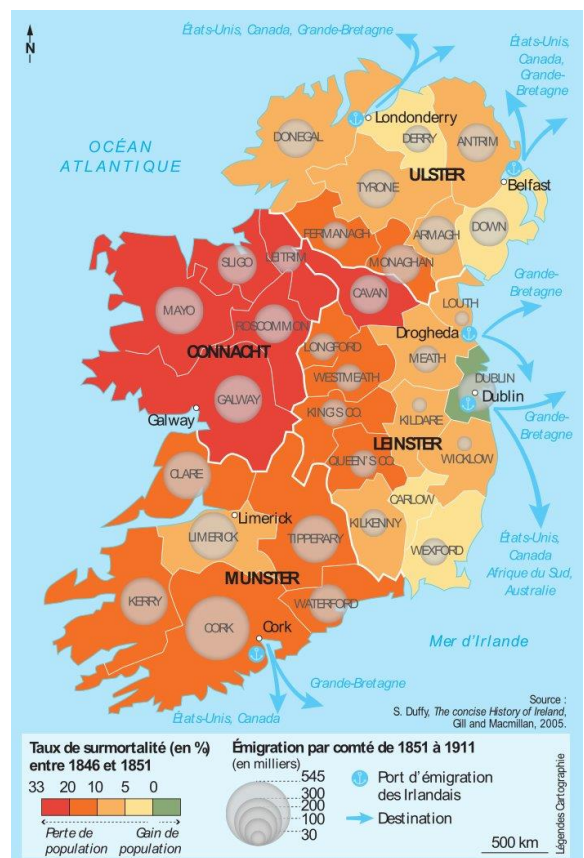 États-Unis, Canada, Grande-Bretagne
États-Unis,
Canada,
Grande-
Bretagne
N
OCÉAN
ATLANTIQUE
Londonderry
DONEGAL
DERRY
ANTRIM
TYRONE
ULSTER
Belfast
FERMANAGH
ARMAGH
DOWN
MONAGHAN
SLIGO
LEITRIM
CAVAN
LOUTH
Grande-
Bretagne
MAYO
ROSCOMMON
Drogheda
CONNACHT
LONGFORD
MEATH
WESTMEATH
DUBLIN
Dublin
GALWAY
Galway
KING'S CO.
KILDARE
Grande-
Bretagne
LEINSTER
QUEEN'S CO.
WICKLOW
CLARE
CARLOW
Limerick
LIMERICK
TIPPERARY
KILKENNY
WEXFORD
États-Unis,
Canada
Afrique du Sud,
Australie
MUNSTER
KERRY
WATERFORD
CORK
Cork
Mer d'Irlande
Grande-Bretagne
États-Unis, Canada
Source :
S. Duffy, The concise History of Ireland,
Gill and Macmillan, 2005.
Taux de surmortalité (en %)
entre 1846 et 1851
33 20 10 5 0
Perte de
population
Gain de
population
Émigration par comté de 1851 à 1911
(en milliers)
545
300
200
100
30
Port d'émigration
des Irlandais
Destination
500 km
Légendes Cartographie